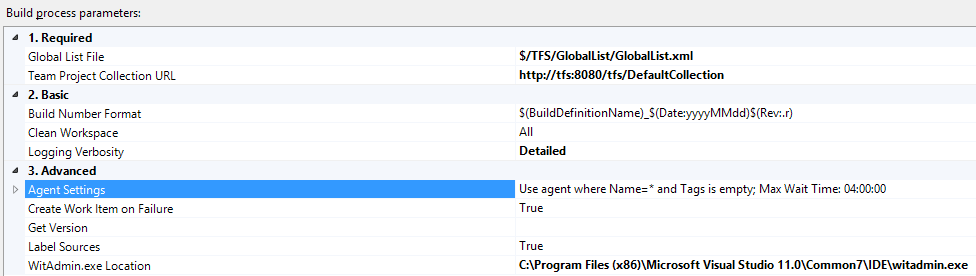 Build process parameters:
1. Required
Global List File $/TFS/GlobalList/GlobalList.xml
Team Project Collection URL http://tfs:8080/tfs/DefaultCollection
2. Basic
Build Number Format $(BuildDefinitionName)_$(Date:yyyyMMdd)$(Rev:.r)
Clean Workspace All
Logging Verbosity Detailed
3. Advanced
Agent Settings Use agent where Name=* and Tags is empty; Max Wait Time: 04:00:00
Create Work Item on Failure True
Get Version
Label Sources True
WitAdmin.exe Location C:\Program Files (x86)\Microsoft Visual Studio 11.0\Common7\IDE\witadmin.exe